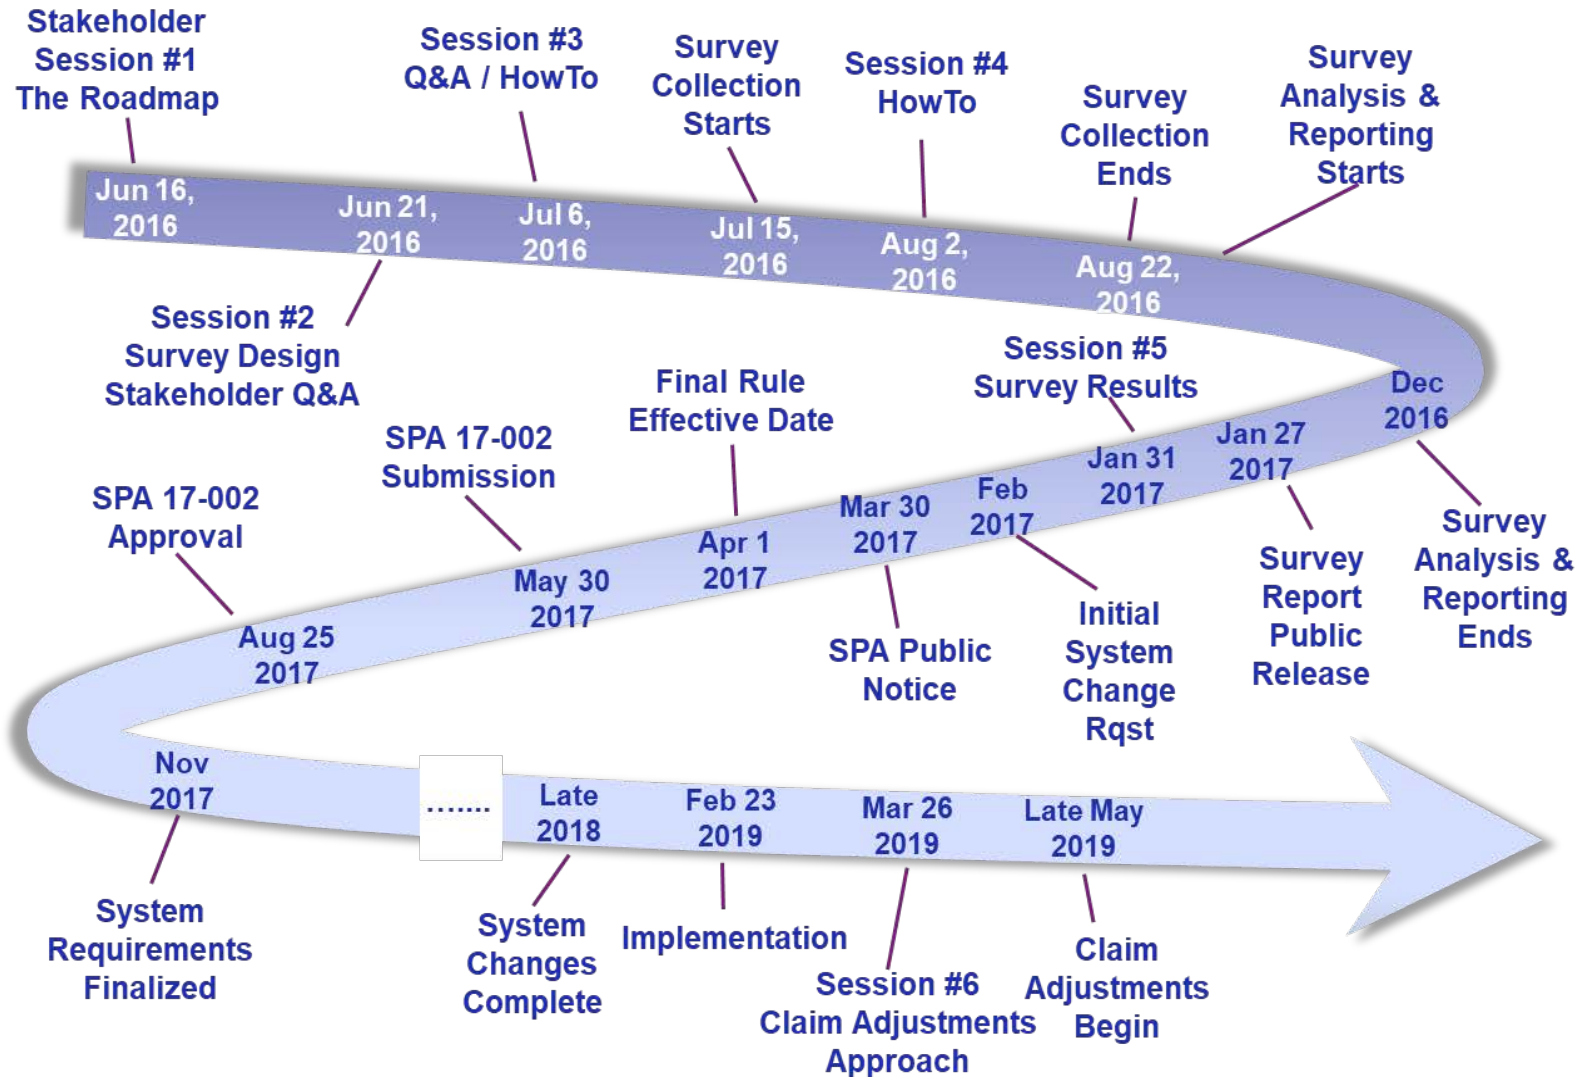 Stakeholder
Session #1
The Roadmap
Session #3
Q&A / HowTo
Survey
Collection
Starts
Session #4
HowTo
Survey
Collection
Ends
Survey
Analysis &
Reporting
Starts
Jun 16,
2016
Jun 21,
2016
Jul 6,
2016
Jul 15,
2016
Aug 2,
2016
Aug 22,
2016
Session #2
Survey Design
Stakeholder Q&A
Session #5
Survey Results
Final Rule
Effective Date
SPA 17-002
Submission
SPA 17-002
Approval
Dec
2016
Jan 27
2017
Jan 31
2017
Feb
2017
Mar 30
2017
Apr 1
2017
May 30
2017
Aug 25
2017
Survey
Analysis &
Reporting
Ends
Survey
Report
Public
Release
Initial
System
Change
Rqst
SPA Public
Notice
Nov
2017
.......
Late
2018
Feb 23
2019
Mar 26
2019
Late May
2019
System
Requirements
Finalized
System
Changes
Complete
Implementation
Session #6
Claim Adjustments
Approach
Claim
Adjustments
Begin